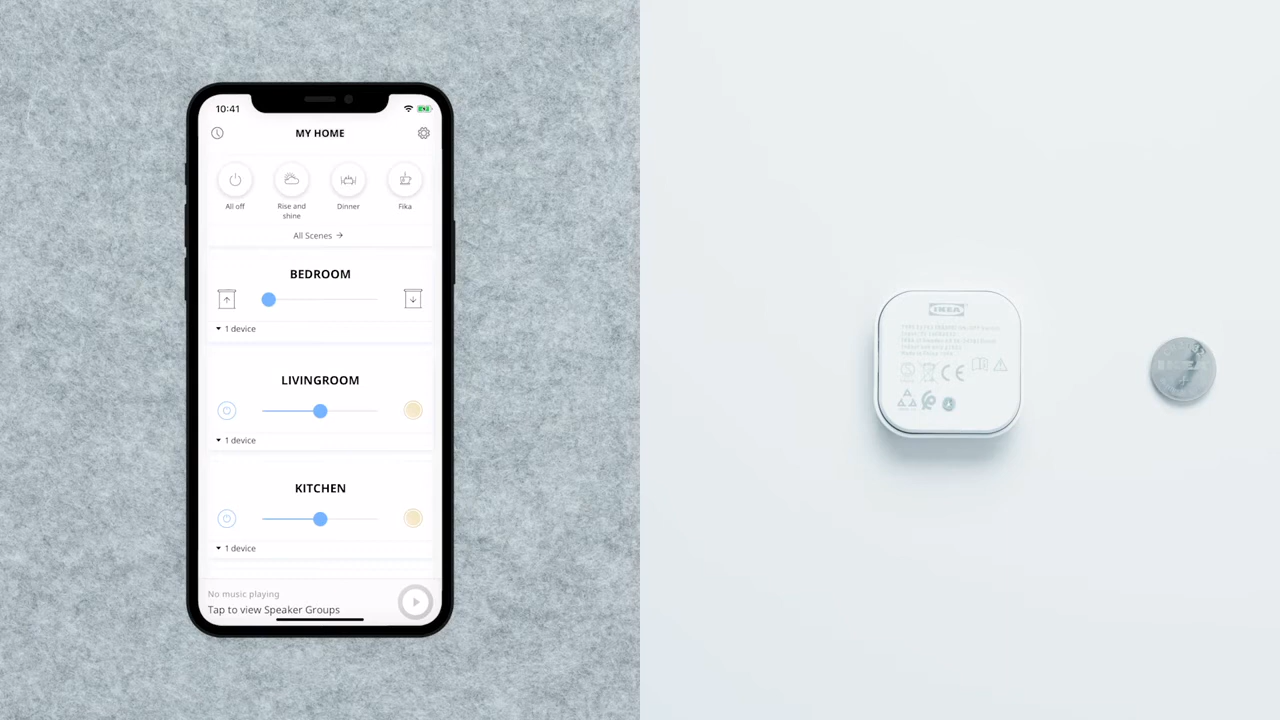 10:41
MY HOME
All off
Rise and
shine
Dinner
Fika
All Scenes →
BEDROOM
1 device
LIVINGROOM
1 device
KITCHEN
1 device
No music playing
Tap to view Speaker Groups
IKEA
CE